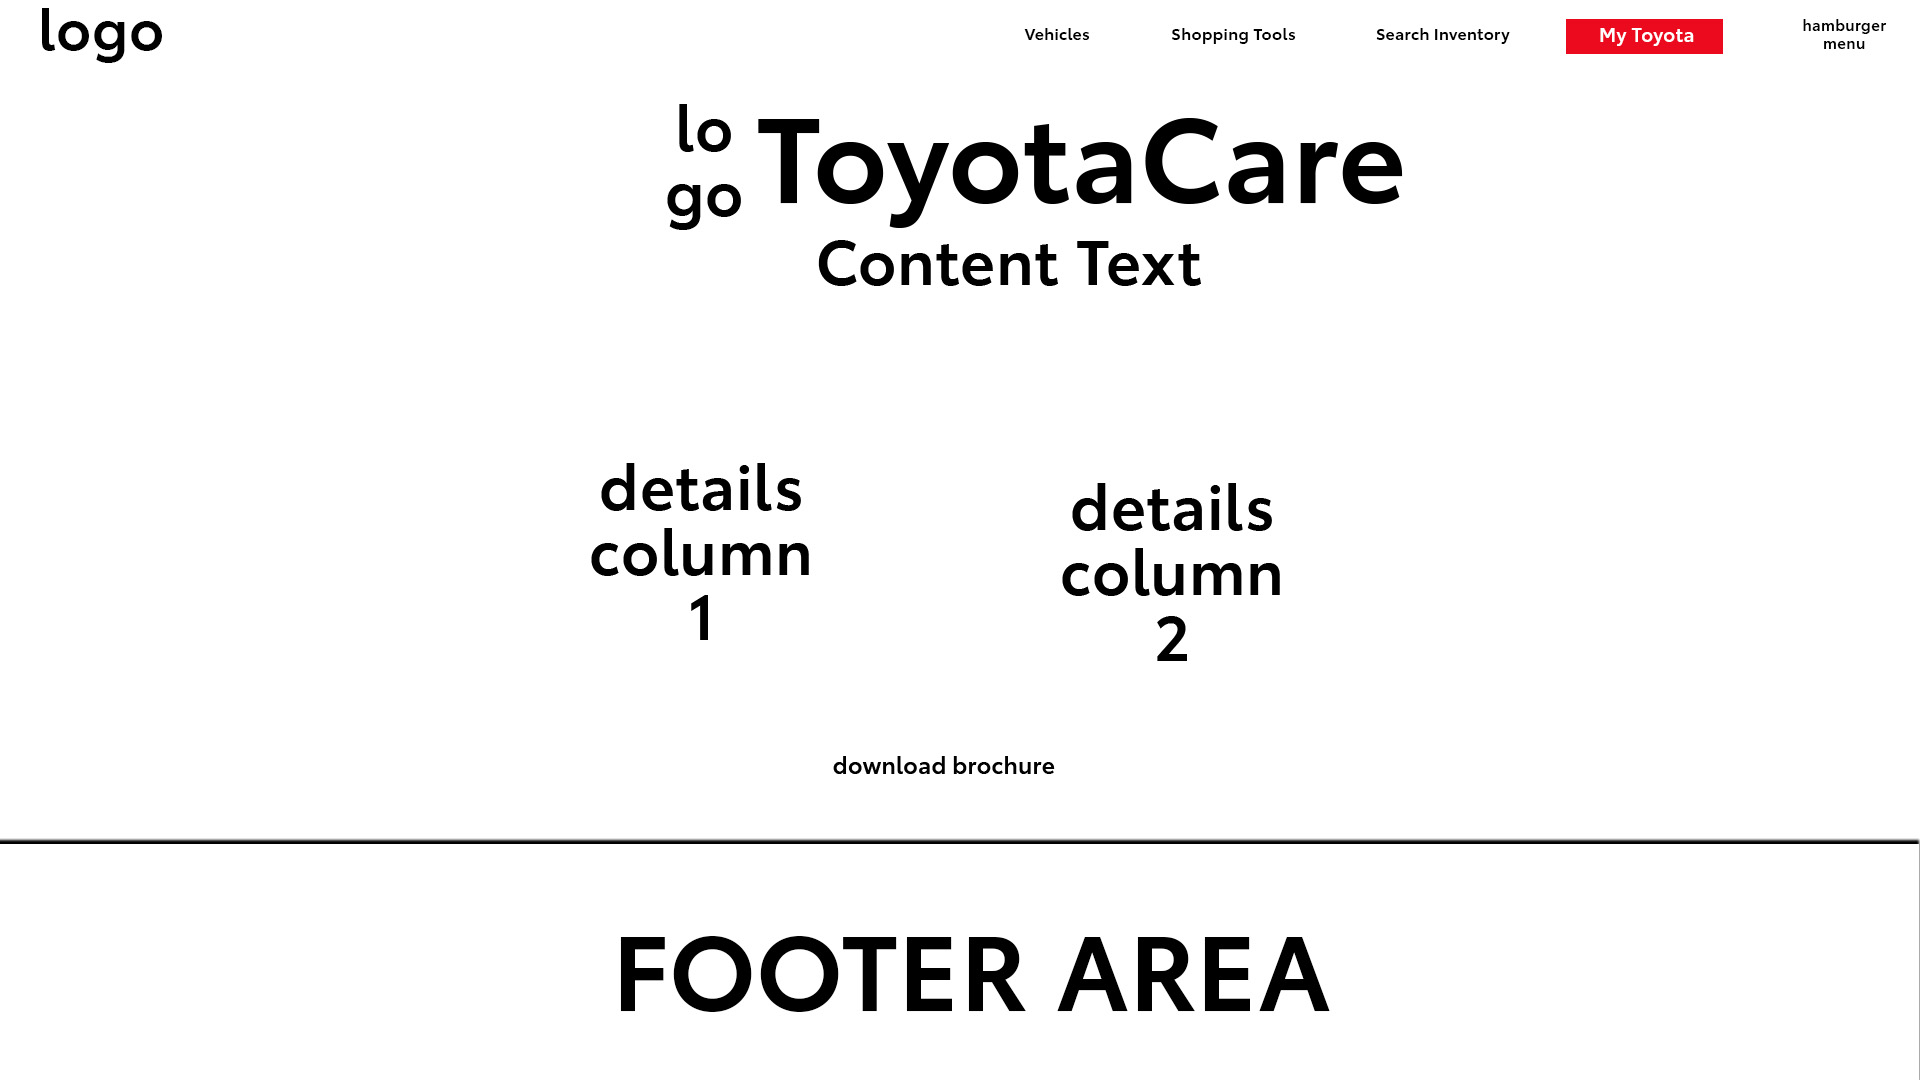 logo
Vehicles
Shopping Tools
Search Inventory
My Toyota
hamburger
menu
lo
go
ToyotaCare
Content Text
details
column
1
details
column
2
download brochure
FOOTER AREA